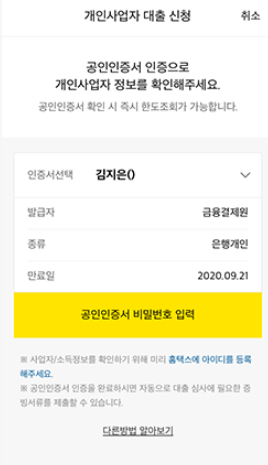 개인사업자 대출 신청 취소
공인인증서 인증으로
개인사업자 정보를 확인해주세요.
공인인증서 확인 시 즉시 한도조회가 가능합니다.
인증서선택 김지은()
발급자 금융결제원
종류 은행개인
만료일 2020.09.21
공인인증서 비밀번호 입력
※ 사업자/소득정보를 확인하기 위해 미리 홈택스에 아이디를 등록
해주세요.
※ 공인인증서 인증을 완료하시면 자동으로 대출 심사에 필요한 증
빙서류를 제출할 수 있습니다.
다른방법 알아보기